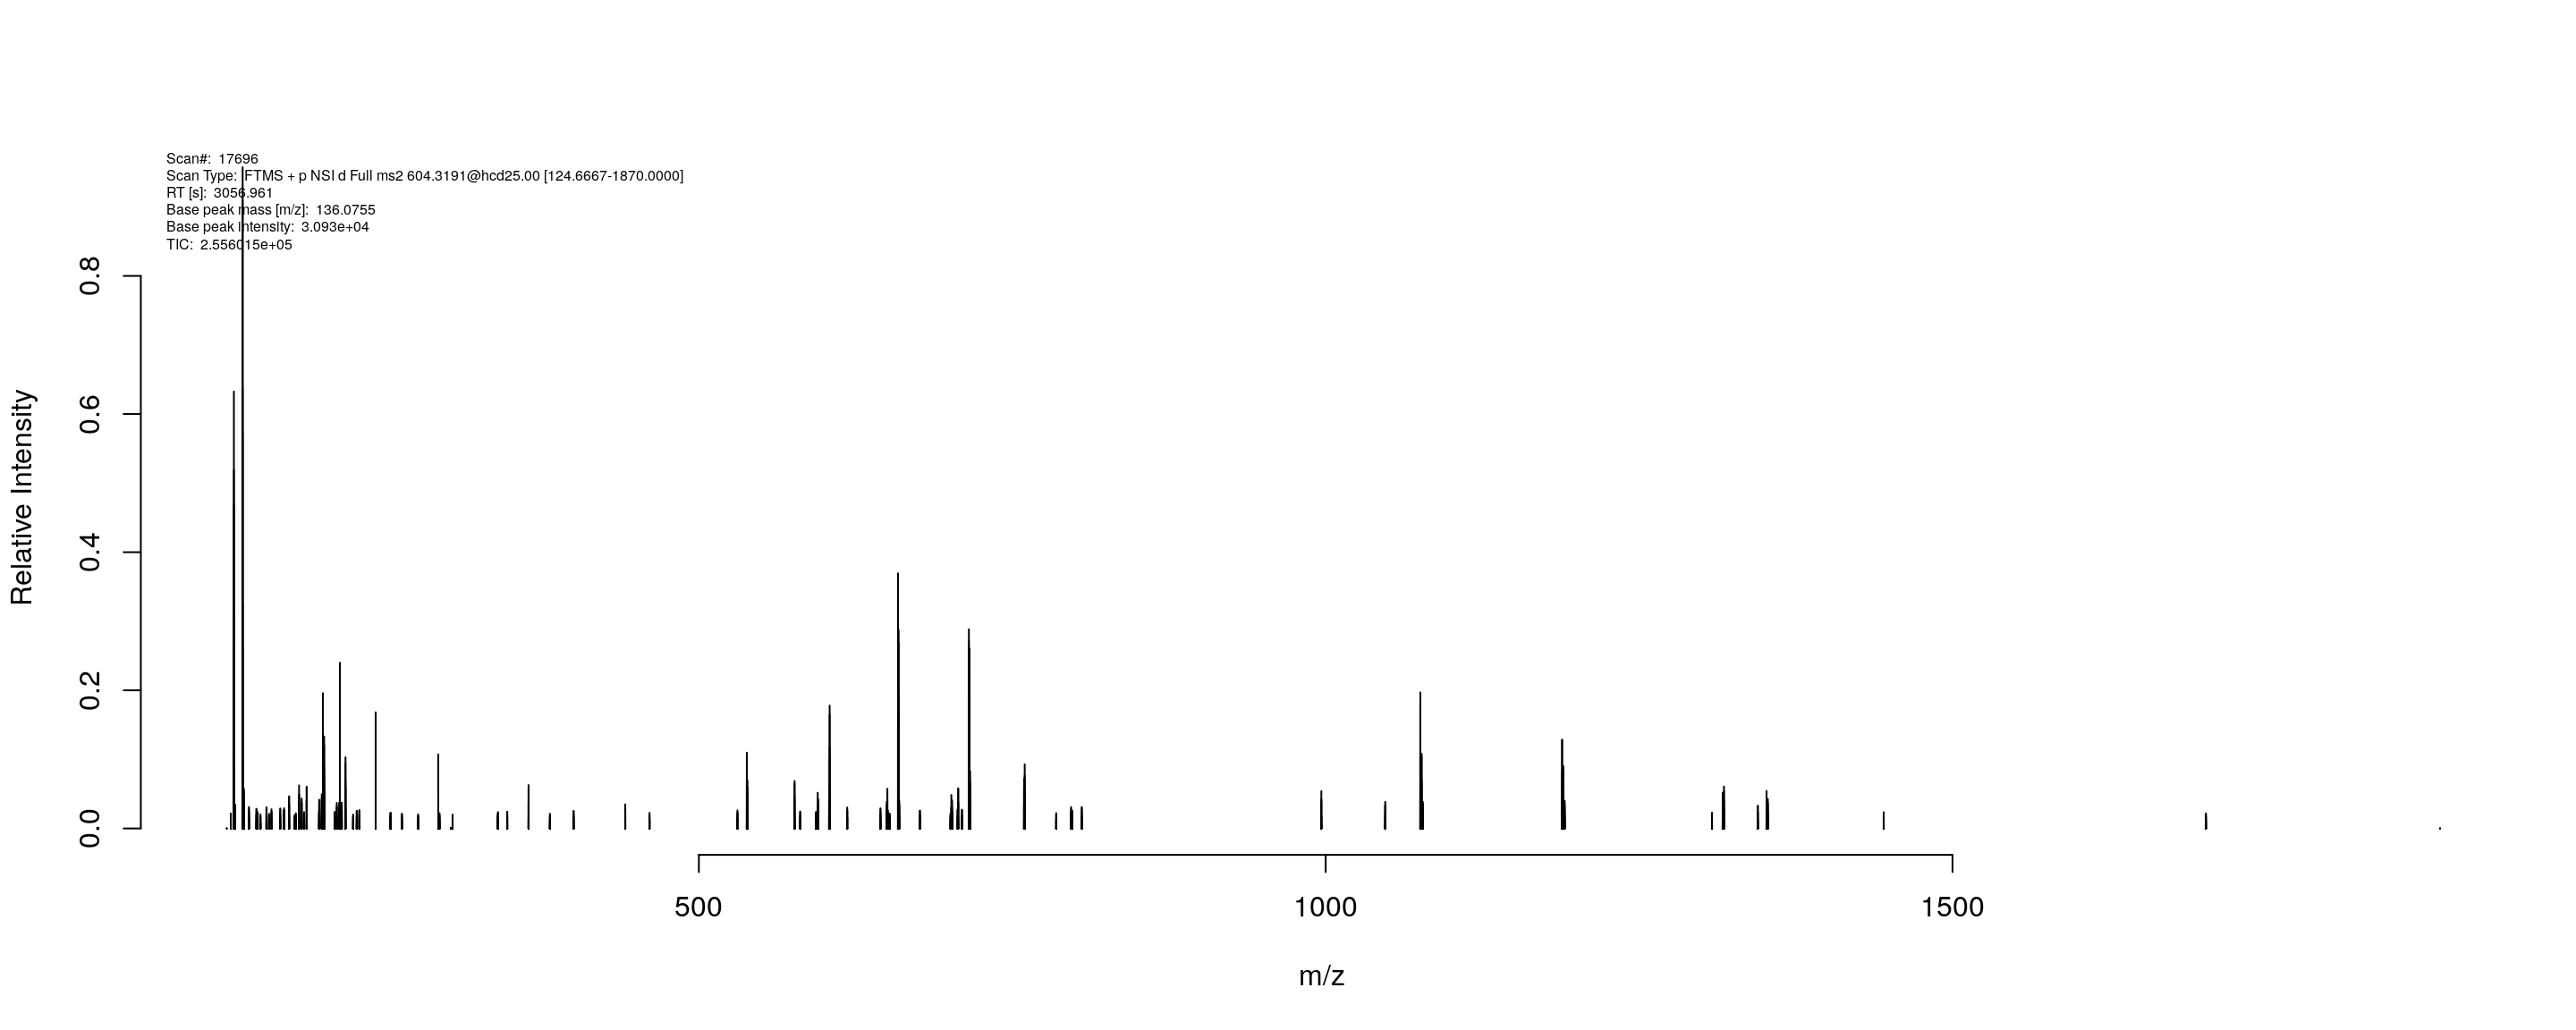 Scan#: 17696
Scan Type: FTMS + p NSI d Full ms2 604.3191@hcd25.00 [124.6667-1870.0000]
RT [s]: 3056.961
Base peak mass [m/z]: 136.0755
Base peak intensity: 3.093e+04
TIC: 2.556015e+05
Relative Intensity
0.8
0.6
0.4
0.2
0.0
500 1000 1500
m/z